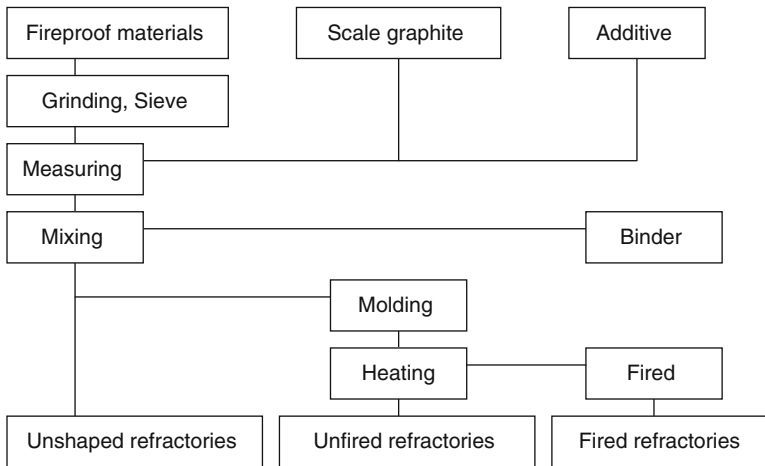 Fireproof materials
Scale graphite
Additive
Grinding, Sieve
Measuring
Mixing
Binder
Molding
Heating
Fired
Unshaped refractories
Unfired refractories
Fired refractories